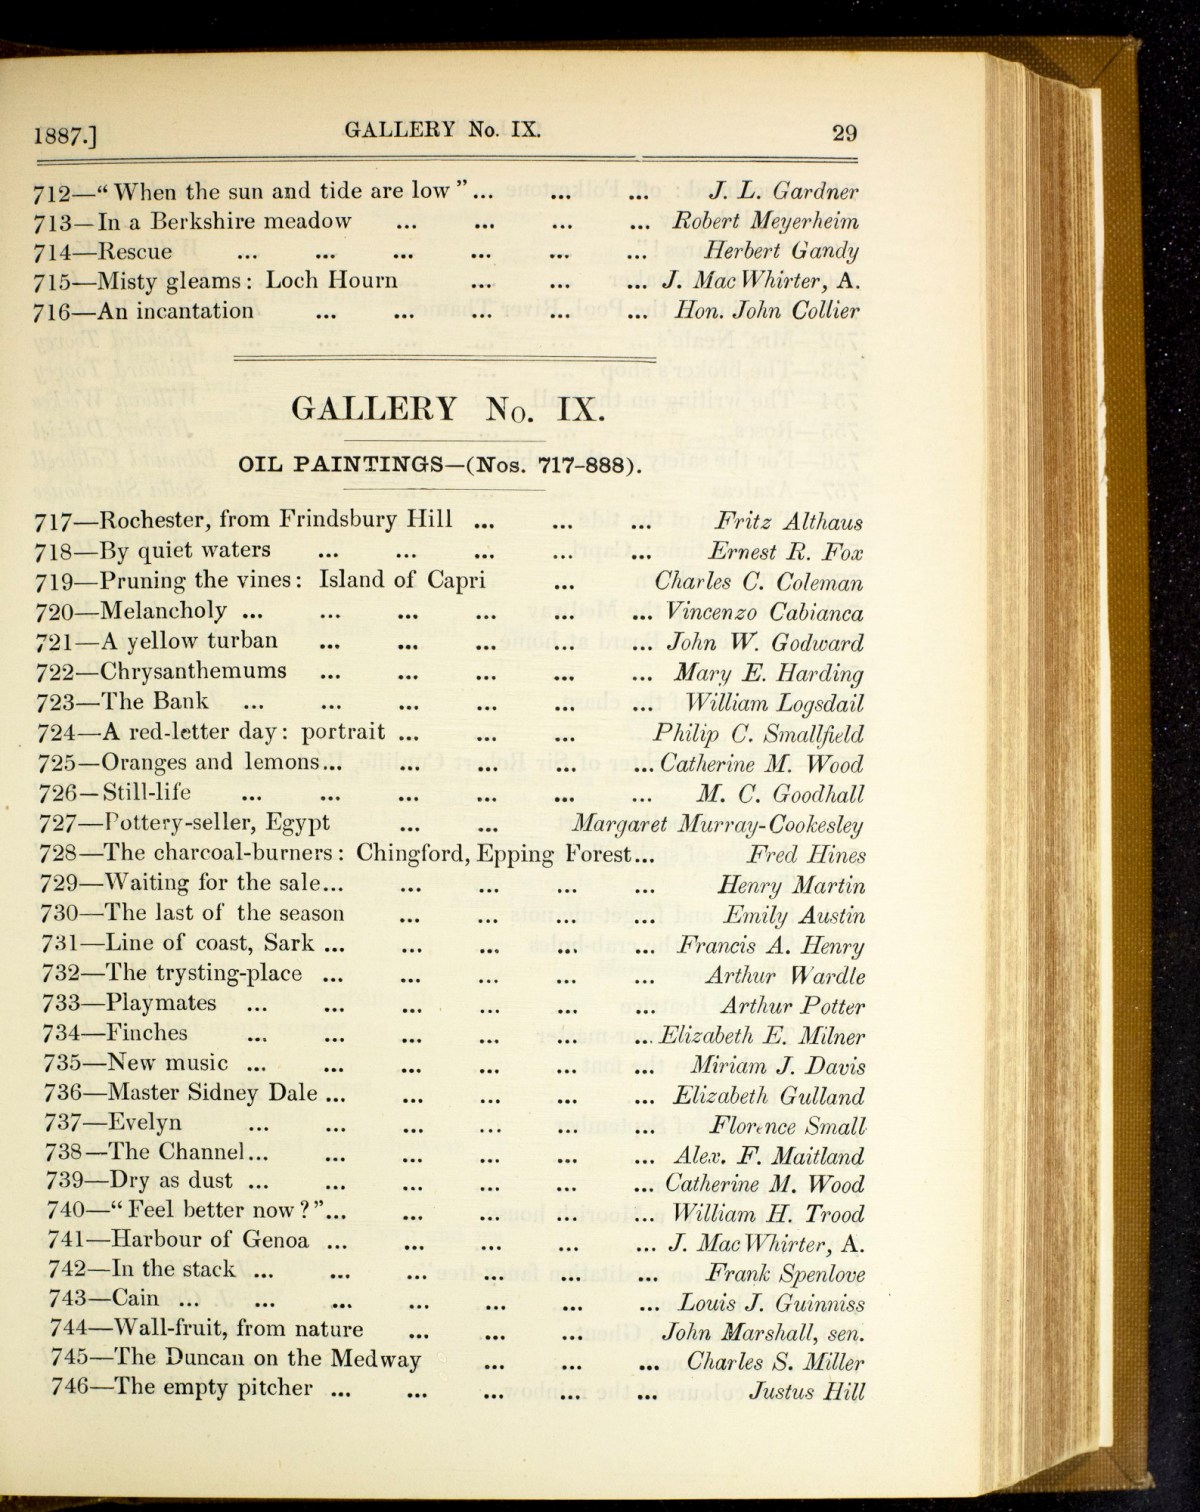 1887.] GALLERY No. IX. 29
712—“ When the sun and tide are low ”... ... ... J. L. Gardner
713—In a Berkshire meadow ... ... ... ... Robert Meyerheim
714—Rescue ... ... ... ... ... ... Herbert Gandy
715—Misty gleams: Loch Hourn ... ... ... J. MacWhirter, A.
716—An incantation ... ... ... ... ... Hon. John Collier
GALLERY No. IX.
OIL PAINTINGS—(Nos. 717-888).
717—Rochester, from Frindsbury Hill ... ... ... Fritz Althaus
718—By quiet waters ... ... ... ... ... Ernest R. Fox
719—Pruning the vines: Island of Capri ... Charles C. Coleman
720—Melancholy ... ... ... ... ... ... Vincenzo Cabianca
721—A yellow turban ... ... ... ... ... John W. Godward
722—Chrysanthemums ... ... ... ... ... Mary E. Harding
723—The Bank ... ... ... ... ... ... William Logsdail
724—A red-letter day: portrait ... ... ... Philip C. Smallfield
725—Oranges and lemons... ... ... ... ... Catherine M. Wood
726—Still-life ... ... ... ... ... ... M. C. Goodhall
727—Pottery-seller, Egypt ... ... Margaret Murray-Cookesley
728—The charcoal-burners: Chingford, Epping Forest... Fred Hines
729—Waiting for the sale... ... ... ... ... Henry Martin
730—The last of the season ... ... ... ... Emily Austin
731—Line of coast, Sark ... ... ... ... ... Francis A. Henry
732—The trysting-place ... ... ... ... ... Arthur Wardle
733—Playmates ... ... ... ... ... ... Arthur Potter
734—Finches ... ... ... ... ... ... Elizabeth E. Milner
735—New music ... ... ... ... ... ... Miriam J. Davis
736—Master Sidney Dale ... ... ... ... ... Elizabeth Gulland
737—Evelyn ... ... ... ... ... ... Florence Small
738—The Channel... ... ... ... ... ... Alex. F. Maitland
739—Dry as dust ... ... ... ... ... ... Catherine M. Wood
740—“ Feel better now ? ”... ... ... ... ... William H. Trood
741—Harbour of Genoa ... ... ... ... ... J. MacWhirter, A.
742—In the stack ... ... ... ... ... ... Frank Spenlove
743—Cain ... ... ... ... ... ... ... Louis J. Guinniss
744—Wall-fruit, from nature ... ... ... John Marshall, sen.
745—The Duncan on the Medway ... ... ... Charles S. Miller
746—The empty pitcher ... ... ... ... ... Justus Hill